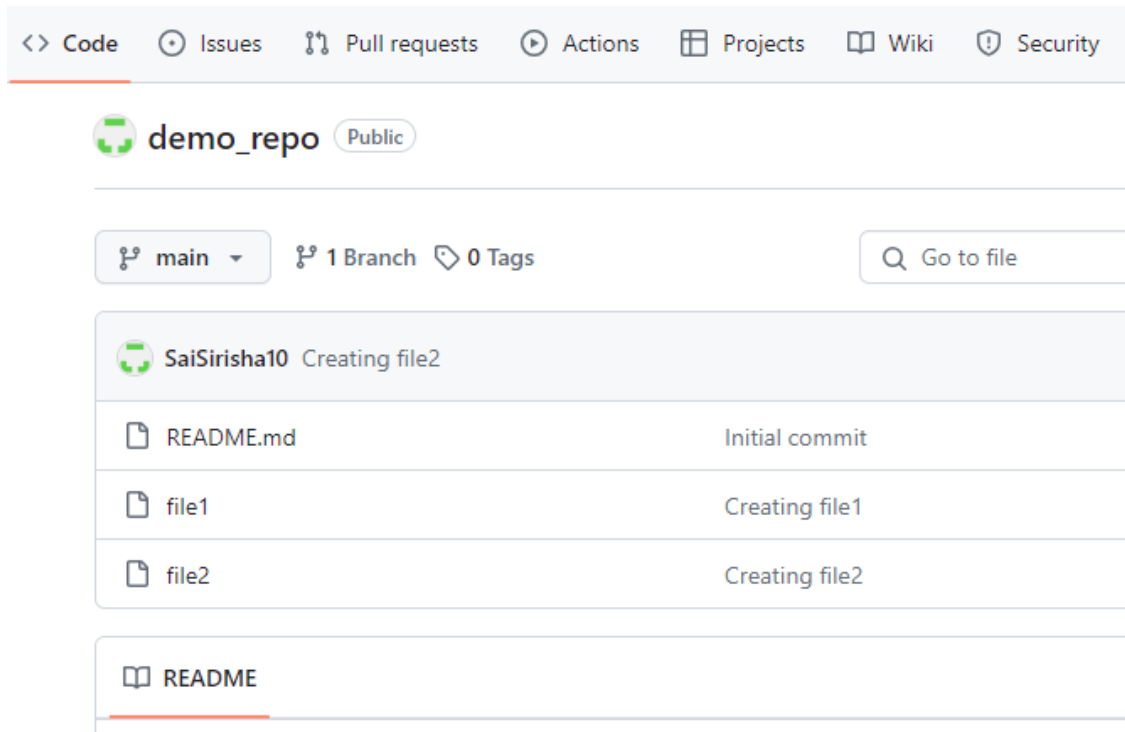 <> Code Issues Pull requests Actions Projects Wiki Security
demo_repo Public
main 1 Branch 0 Tags Go to file
SaiSirisha10 Creating file2
README.md Initial commit
file1 Creating file1
file2 Creating file2
README